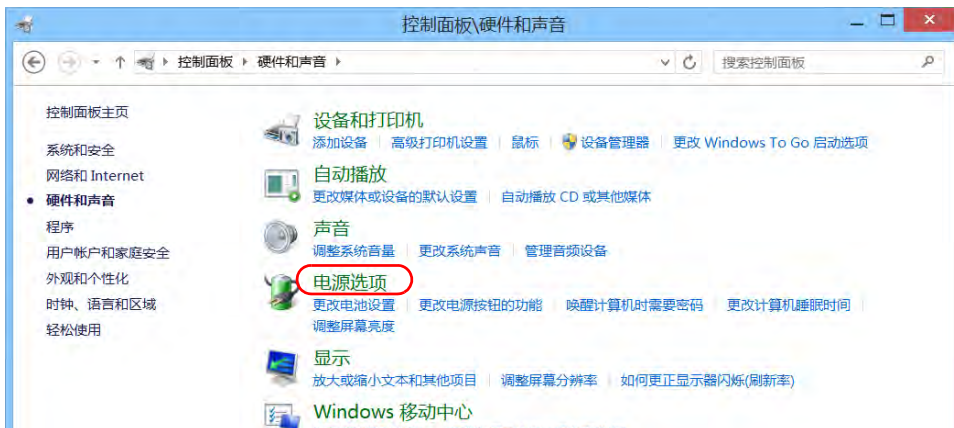 控制面板\硬件和声音
控制面板 硬件和声音
搜索控制面板
控制面板主页
系统和安全
网络和 Internet
硬件和声音
程序
用户帐户和家庭安全
外观和个性化
时钟、语言和区域
轻松使用
设备和打印机
添加设备 高级打印机设置 鼠标 设备管理器 更改 Windows To Go 启动选项
自动播放
更改媒体或设备的默认设置 自动播放 CD 或其他媒体
声音
调整系统音量 更改系统声音 管理音频设备
电源选项
更改电池设置 更改电源按钮的功能 唤醒计算机时需要密码 更改计算机睡眠时间
调整屏幕亮度
显示
放大或缩小文本和其他项目 调整屏幕分辨率 如何更正显示器闪烁(刷新率)
Windows 移动中心